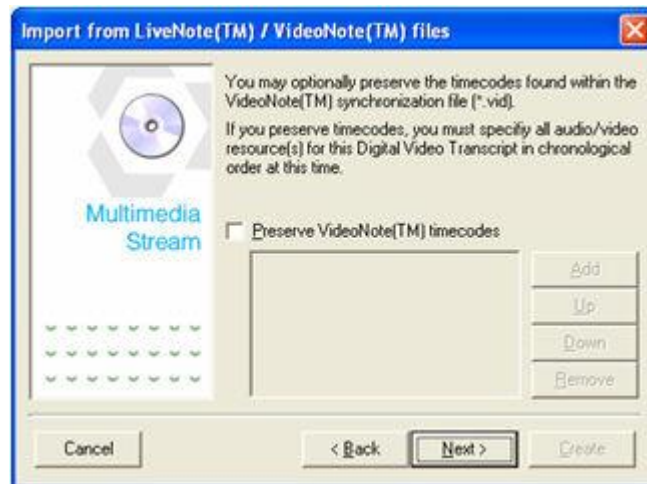 Import from LiveNote(TM) / VideoNote(TM) files
You may optionally preserve the timecodes found within the
VideoNote(TM) synchronization file (*.vid).
If you preserve timecodes, you must specifiy all audio/video
resource(s) for this Digital Video Transcript in chronological
order at this time.
Multimedia
Stream
Preserve VideoNote(TM) timecodes
Add
Up
Down
Remove
Cancel
< Back
Next >
Create